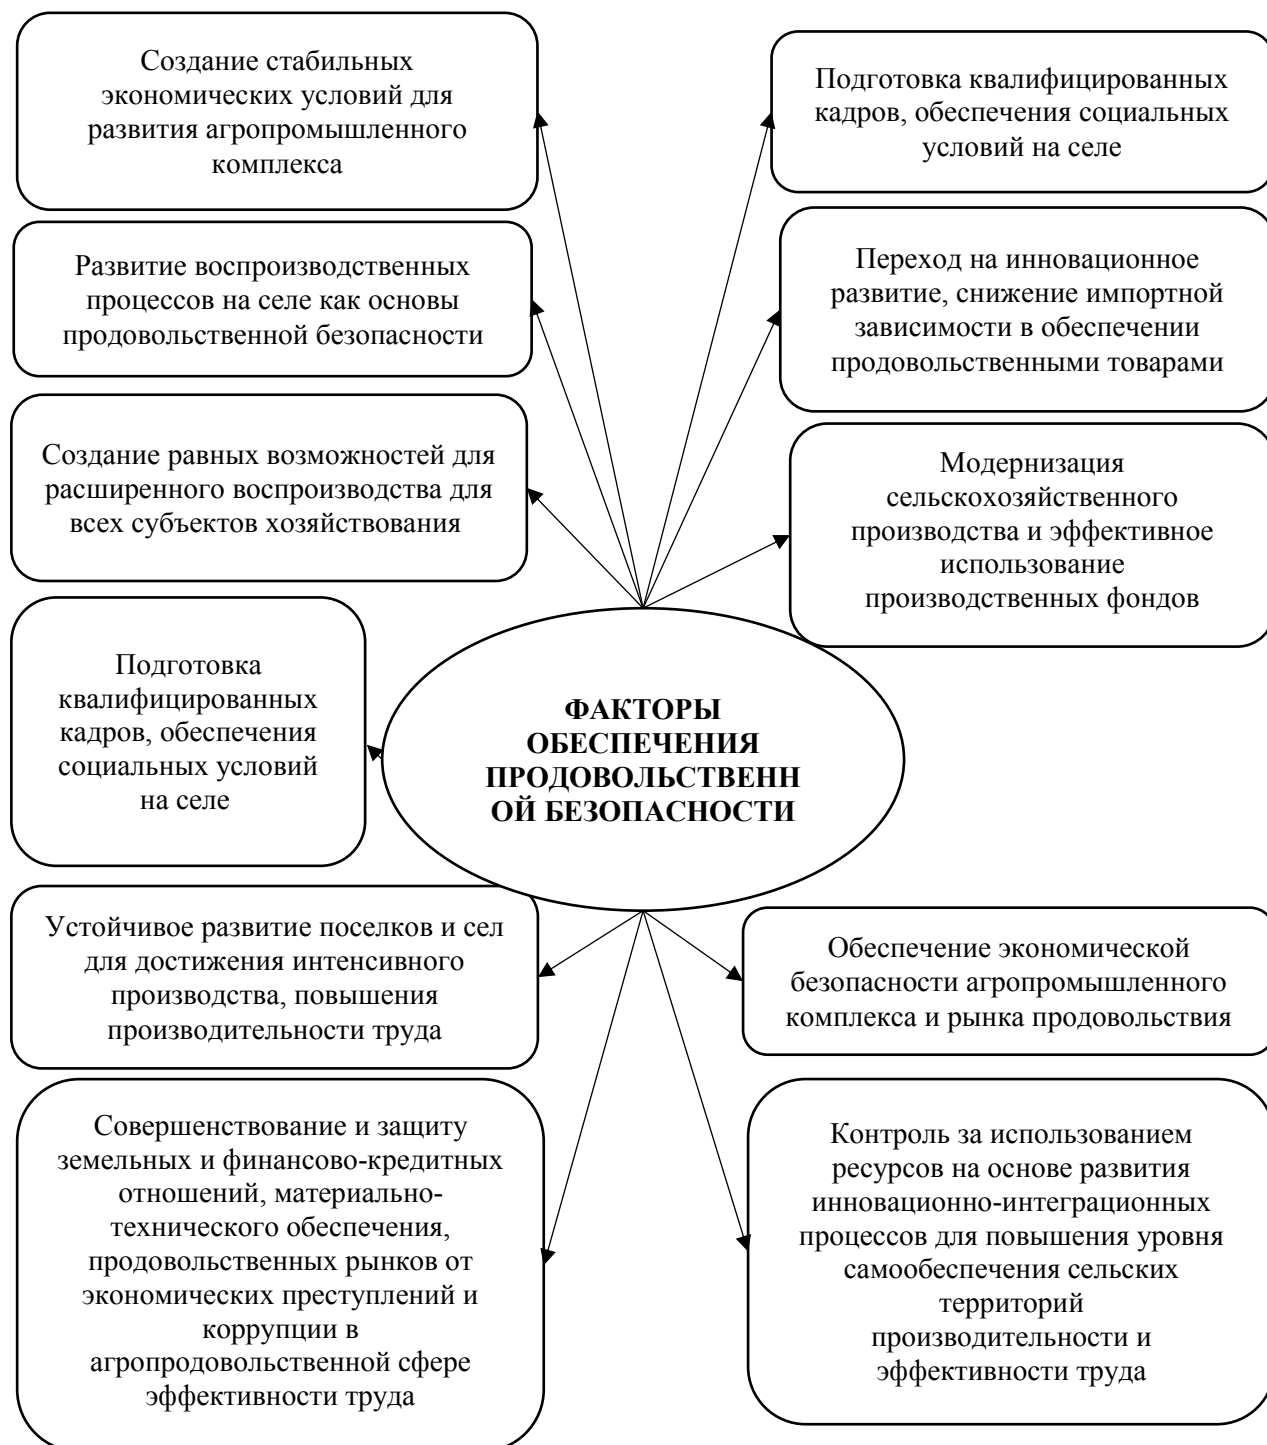 Создание стабильных
экономических условий для
развития агропромышленного
комплекса
Подготовка квалифицированных
кадров, обеспечения социальных
условий на селе
Развитие воспроизводственных
процессов на селе как основы
продовольственной безопасности
Переход на инновационное
развитие, снижение импортной
зависимости в обеспечении
продовольственными товарами
Создание равных возможностей для
расширенного воспроизводства для
всех субъектов хозяйствования
Модернизация
сельскохозяйственного
производства и эффективное
использование
производственных фондов
Подготовка
квалифицированных
кадров, обеспечения
социальных условий
на селе
ФАКТОРЫ
ОБЕСПЕЧЕНИЯ
ПРОДОВОЛЬСТВЕНН
ОЙ БЕЗОПАСНОСТИ
Устойчивое развитие поселков и сел
для достижения интенсивного
производства, повышения
производительности труда
Обеспечение экономической
безопасности агропромышленного
комплекса и рынка продовольствия
Совершенствование и защиту
земельных и финансово-кредитных
отношений, материально-
технического обеспечения,
продовольственных рынков от
экономических преступлений и
коррупции в
агропродовольственной сфере
эффективности труда
Контроль за использованием
ресурсов на основе развития
инновационно-интеграционных
процессов для повышения уровня
самообеспечения сельских
территорий
производительности и
эффективности труда